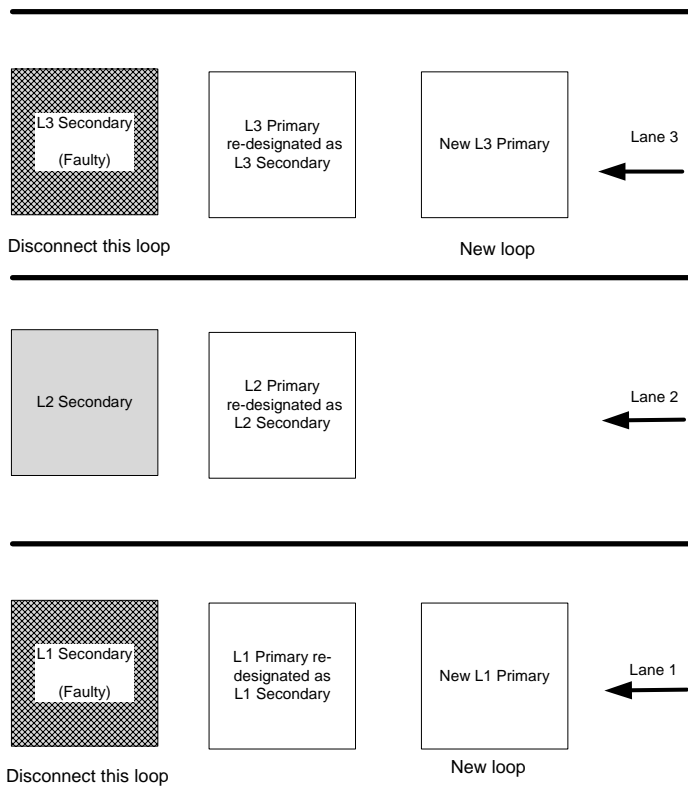 L3 Secondary
(Faulty)
L3 Primary
re-designated as
L3 Secondary
New L3 Primary
Lane 3
Disconnect this loop
New loop
L2 Secondary
L2 Primary
re-designated as
L2 Secondary
Lane 2
L1 Secondary
(Faulty)
L1 Primary re-
designated as
L1 Secondary
New L1 Primary
Lane 1
Disconnect this loop
New loop